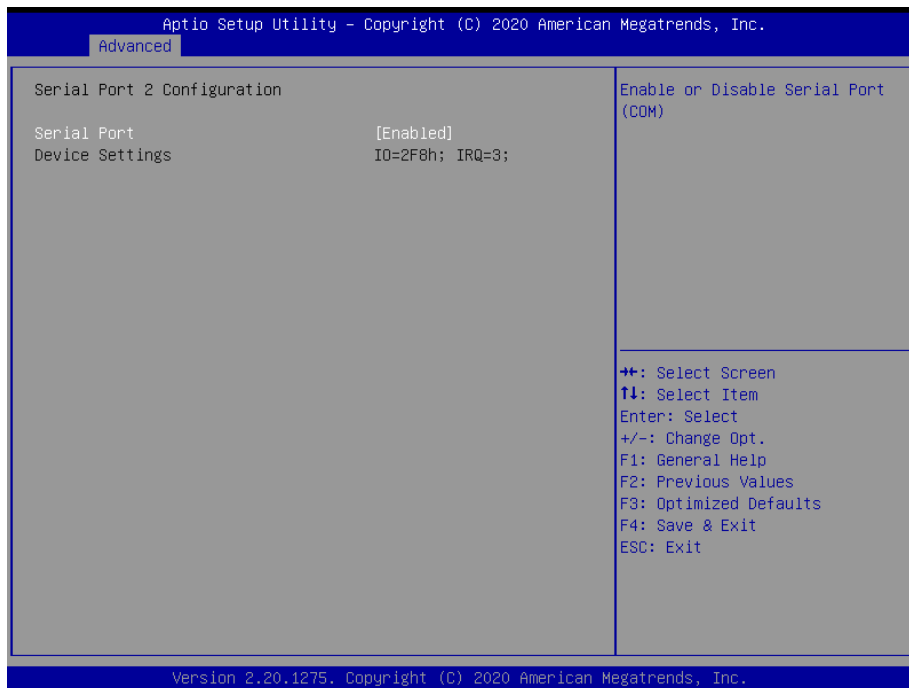 Aptio Setup Utility – Copyright (C) 2020 American Megatrends, Inc.
Advanced
Serial Port 2 Configuration
Serial Port [Enabled]
Device Settings IO=2F8h; IRQ=3;
Enable or Disable Serial Port
(COM)
→←: Select Screen
↑↓: Select Item
Enter: Select
+/-: Change Opt.
F1: General Help
F2: Previous Values
F3: Optimized Defaults
F4: Save & Exit
ESC: Exit
Version 2.20.1275. Copyright (C) 2020 American Megatrends, Inc.